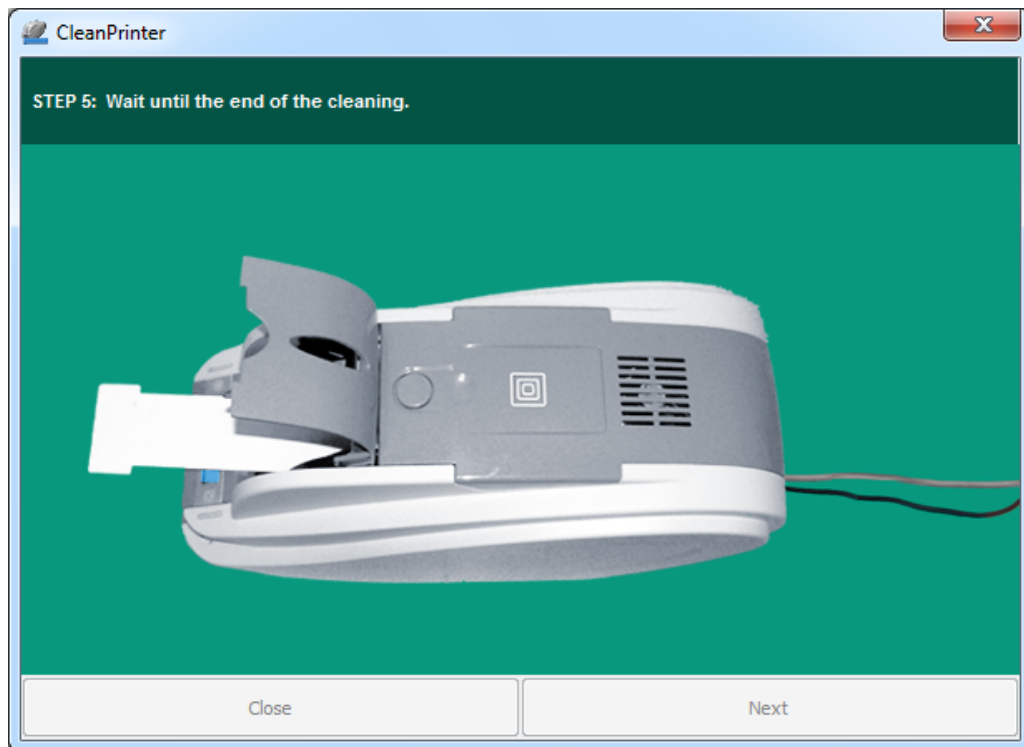 CleanPrinter
STEP 5: Wait until the end of the cleaning.
Close
Next